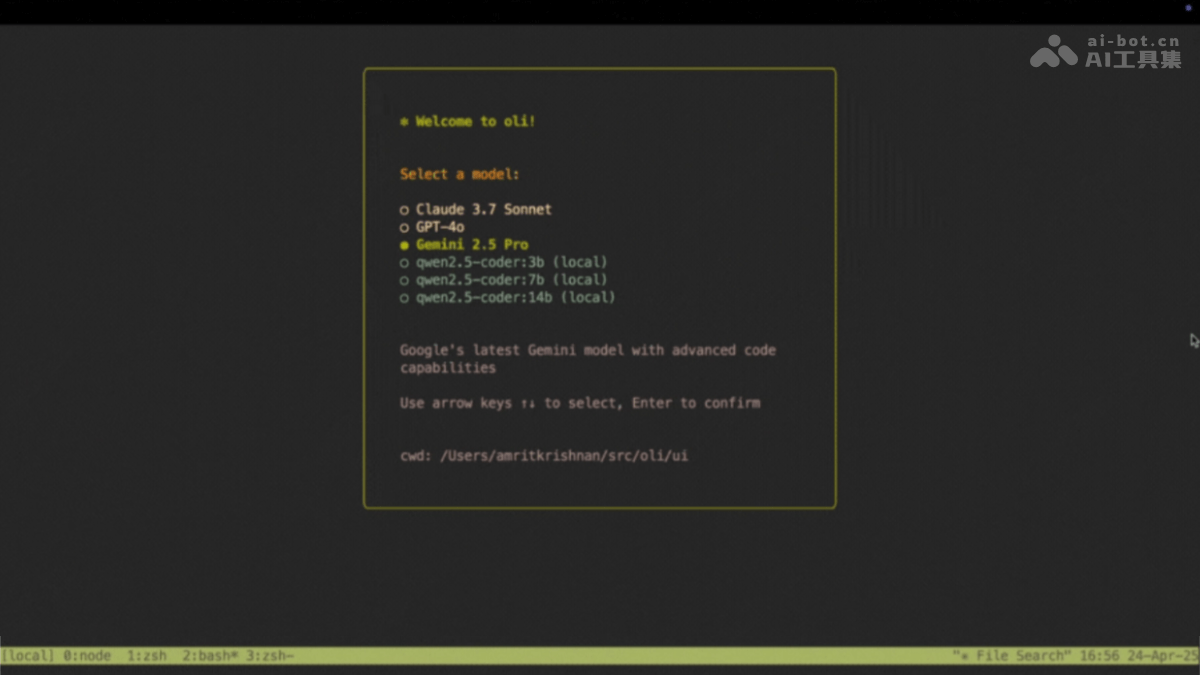 ai-bot.cn
AI工具集
* Welcome to oli!
Select a model:
○ Claude 3.7 Sonnet
○ GPT-4o
● Gemini 2.5 Pro
○ qwen2.5-coder:3b (local)
○ qwen2.5-coder:7b (local)
○ qwen2.5-coder:14b (local)
Google's latest Gemini model with advanced code
capabilities
Use arrow keys ↑↓ to select, Enter to confirm
cwd: /Users/amritkrishnan/src/oli/ui
[local] 0:node 1:zsh 2:bash* 3:zsh- "* File Search" 16:56 24-Apr-25